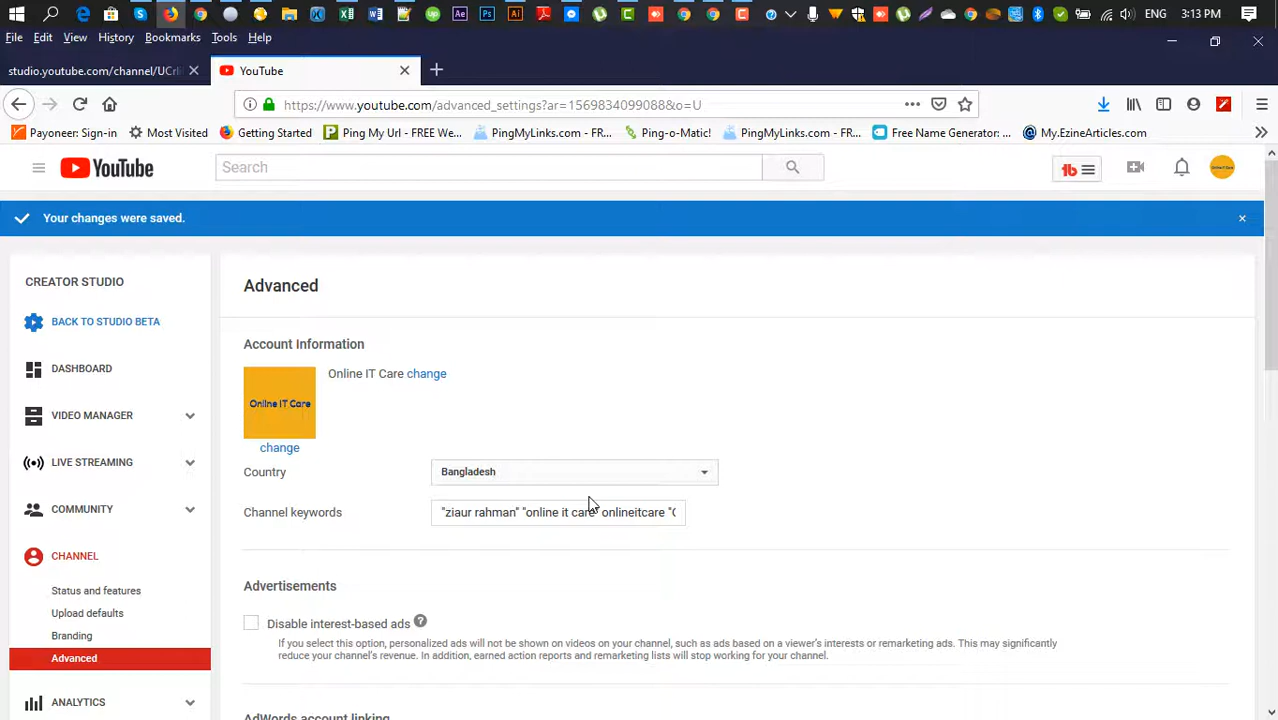 ENG 3:13 PM
File Edit View History Bookmarks Tools Help
studio.youtube.com/channel/UCrli
YouTube
https://www.youtube.com/advanced_settings?ar=1569834099088&o=U
Payoneer: Sign-in Most Visited Getting Started Ping My Url - FREE We... PingMyLinks.com - FR... Ping-o-Matic! PingMyLinks.com - FR... Free Name Generator: ... My.EzineArticles.com
YouTube Search
Your changes were saved.
CREATOR STUDIO
BACK TO STUDIO BETA
DASHBOARD
VIDEO MANAGER
LIVE STREAMING
COMMUNITY
CHANNEL
Status and features
Upload defaults
Branding
Advanced
ANALYTICS
Advanced
Account Information
Online IT Care
Online IT Care change
change
Country Bangladesh
Channel keywords "ziaur rahman" "online it care" onlineitcare "C
Advertisements
Disable interest-based ads ?
If you select this option, personalized ads will not be shown on videos on your channel, such as ads based on a viewer's interests or remarketing ads. This may significantly
reduce your channel's revenue. In addition, earned action reports and remarketing lists will stop working for your channel.
AdWords account linking